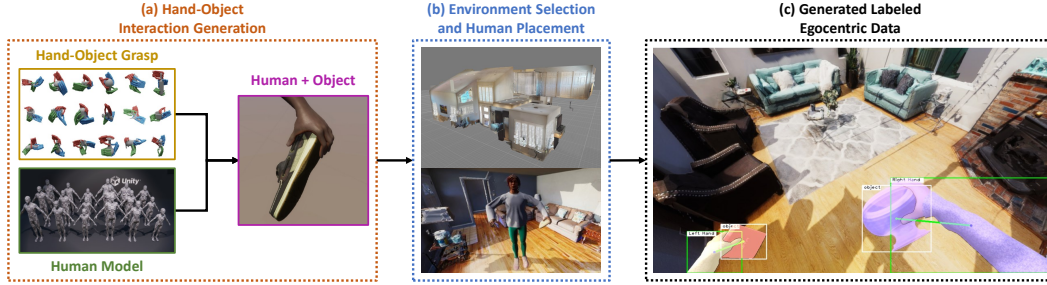 (a) Hand-Object
Interaction Generation
Hand-Object Grasp
Unity
Human Model
Human + Object
(b) Environment Selection
and Human Placement
(c) Generated Labeled
Egocentric Data
Right Hand
object
Left Hand